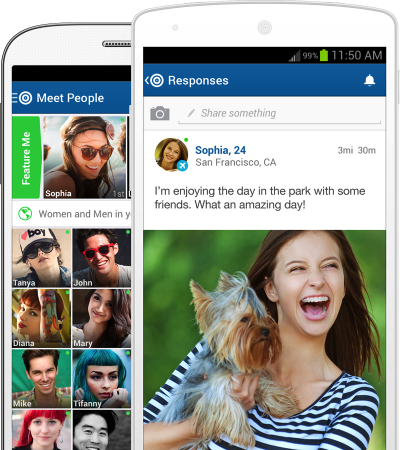 Meet People
Feature Me
Sophia
1st
Women and Men in yo
boy
Tanya
John
Diana
Mary
Mike
Tifanny
99%
11:50 AM
Responses
Share something
Sophia, 24
3mi 30m
San Francisco, CA
I'm enjoying the day in the park with some
friends. What an amazing day!